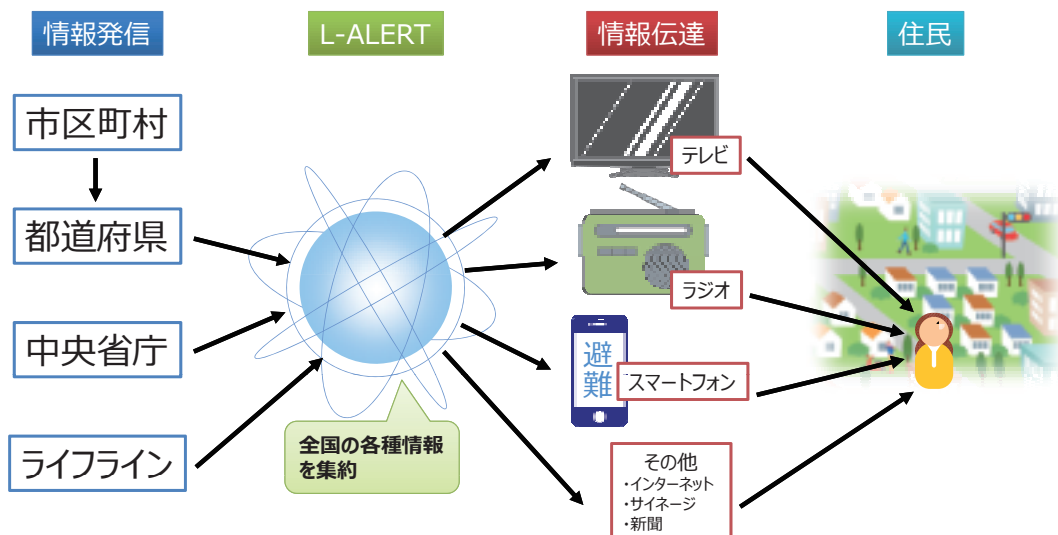 情報発信
L-ALERT
情報伝達
住民
市区町村
都道府県
中央省庁
ライフライン
全国の各種情報
を集約
テレビ
ラジオ
避
難
スマートフォン
その他
・インターネット
・サイネージ
・新聞